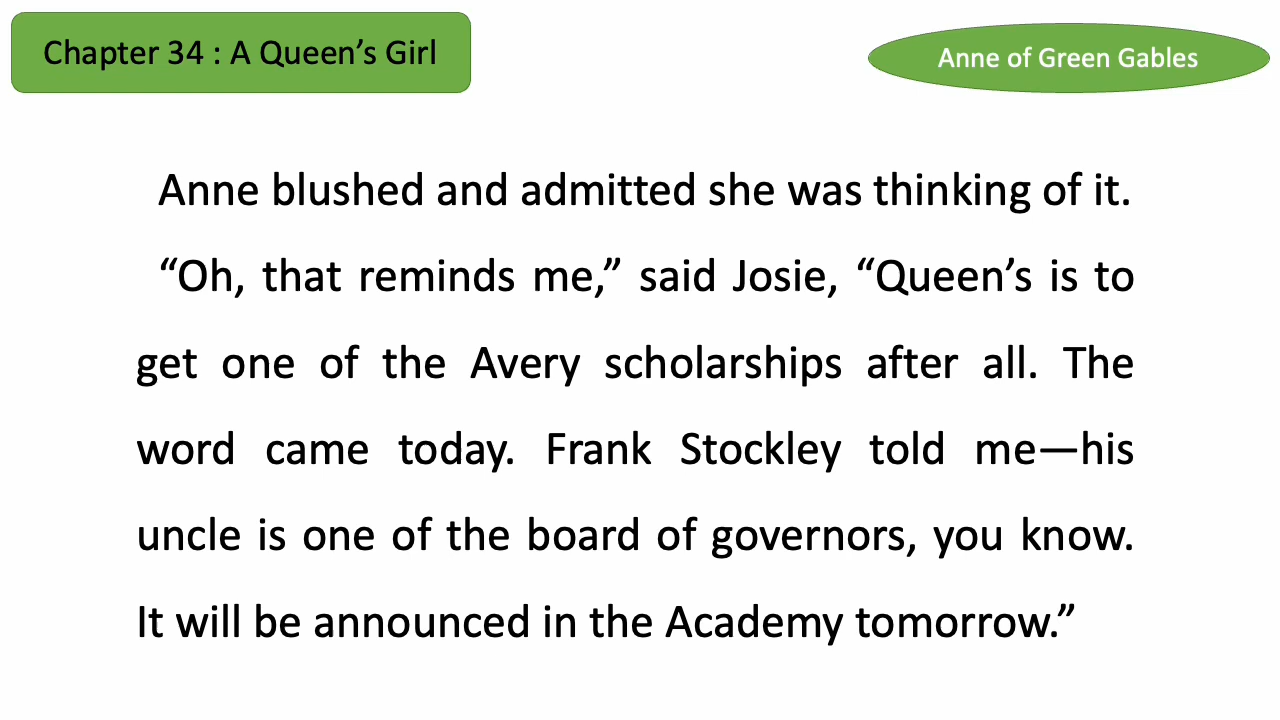 Chapter 34 : A Queen’s Girl
Anne of Green Gables
Anne blushed and admitted she was thinking of it.
“Oh, that reminds me,” said Josie, “Queen’s is to
get one of the Avery scholarships after all. The
word came today. Frank Stockley told me—his
uncle is one of the board of governors, you know.
It will be announced in the Academy tomorrow.”